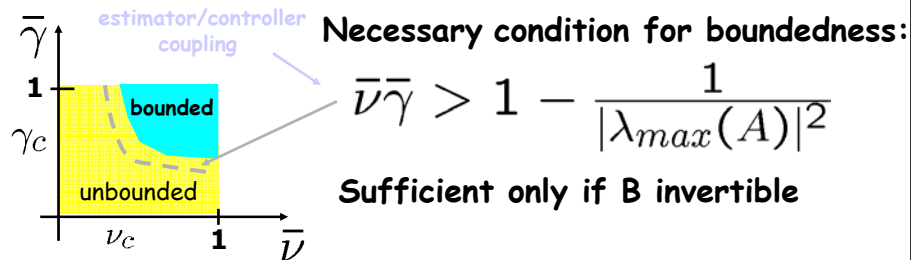 estimator/controller
coupling
Necessary condition for boundedness:
γ̄
1
γc
bounded
unbounded
νc
1
ν̄
ν̄γ̄ > 1 − 1/|λmax(A)|²
Sufficient only if B invertible